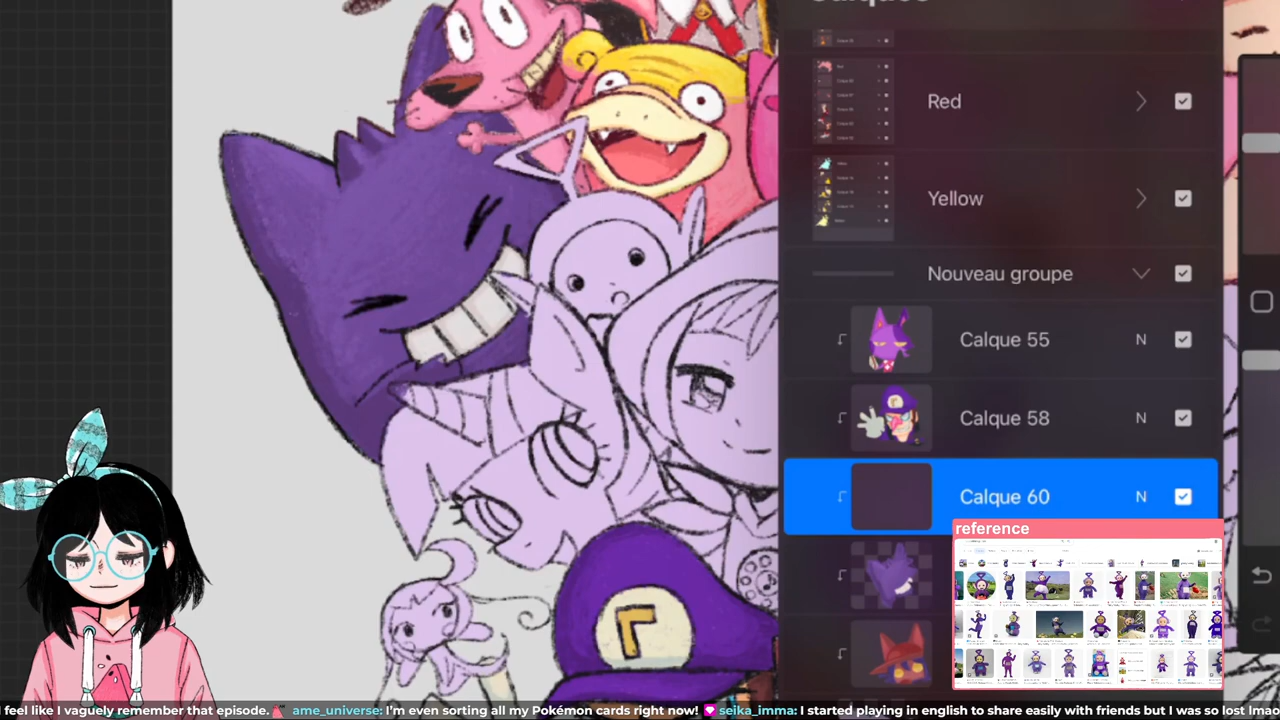 Calques
Red
Yellow
Nouveau groupe
Calque 55 N
Calque 58 N
Calque 60 N
reference
I feel like I vaguely remember that episode. ame_universe: I'm even sorting all my Pokémon cards right now! seika_imma: I started playing in english to share easily with friends but I was so lost lmao